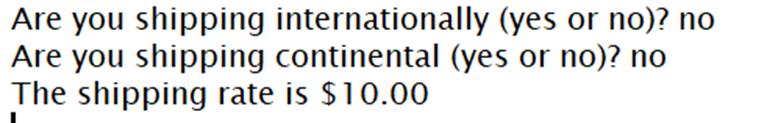 Are you shipping internationally (yes or no)? no
Are you shipping continental (yes or no)? no
The shipping rate is $10.00